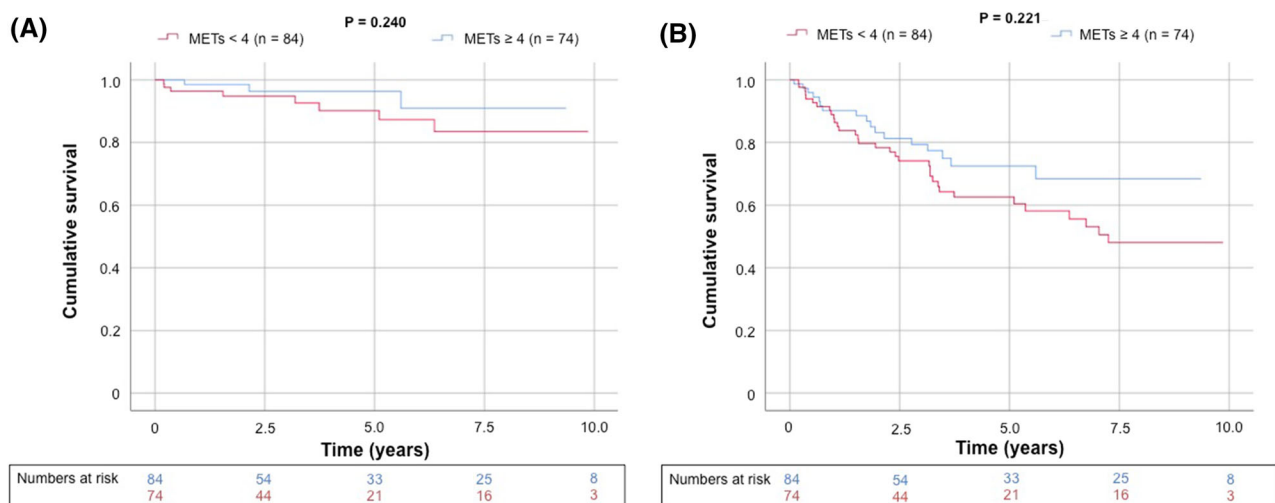 (A)
P = 0.240
METs < 4 (n = 84) METs ≥ 4 (n = 74)
Cumulative survival
1.0
0.8
0.6
0.4
0.2
0
0 2.5 5.0 7.5 10.0
Time (years)
Numbers at risk 84 54 33 25 8
74 44 21 16 3
(B)
P = 0.221
METs < 4 (n = 84) METs ≥ 4 (n = 74)
Cumulative survival
1.0
0.8
0.6
0.4
0.2
0
0 2.5 5.0 7.5 10.0
Time (years)
Numbers at risk 84 54 33 25 8
74 44 21 16 3